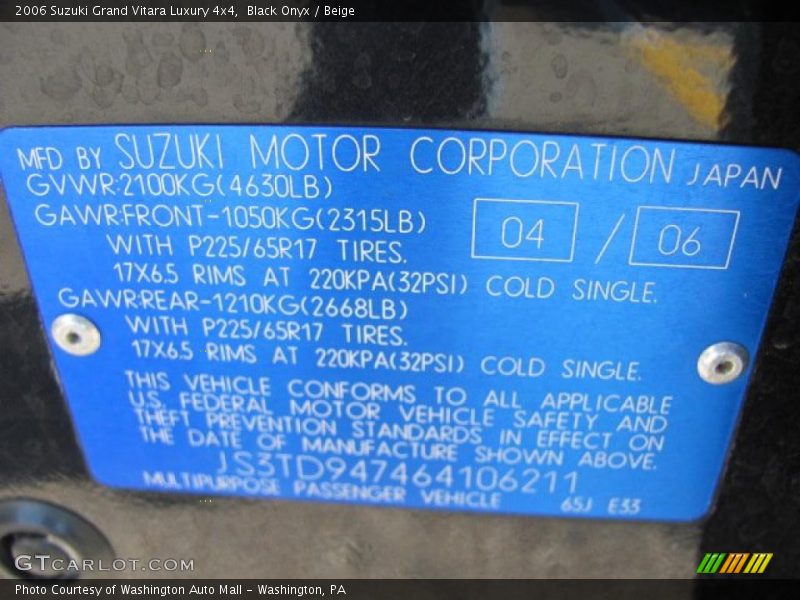 2006 Suzuki Grand Vitara Luxury 4x4, Black Onyx / Beige
MFD BY SUZUKI MOTOR CORPORATION JAPAN
GVWR:2100KG(4630LB)
GAWR:FRONT-1050KG(2315LB)
04 / 06
WITH P225/65R17 TIRES.
17X6.5 RIMS AT 220KPA(32PSI) COLD SINGLE.
GAWR:REAR-1210KG(2668LB)
WITH P225/65R17 TIRES.
17X6.5 RIMS AT 220KPA(32PSI) COLD SINGLE.
THIS VEHICLE CONFORMS TO ALL APPLICABLE
U.S. FEDERAL MOTOR VEHICLE SAFETY AND
THEFT PREVENTION STANDARDS IN EFFECT ON
THE DATE OF MANUFACTURE SHOWN ABOVE.
JS3TD947464106211
MULTIPURPOSE PASSENGER VEHICLE 65J E33
GTCARLOT.COM
Photo Courtesy of Washington Auto Mall - Washington, PA